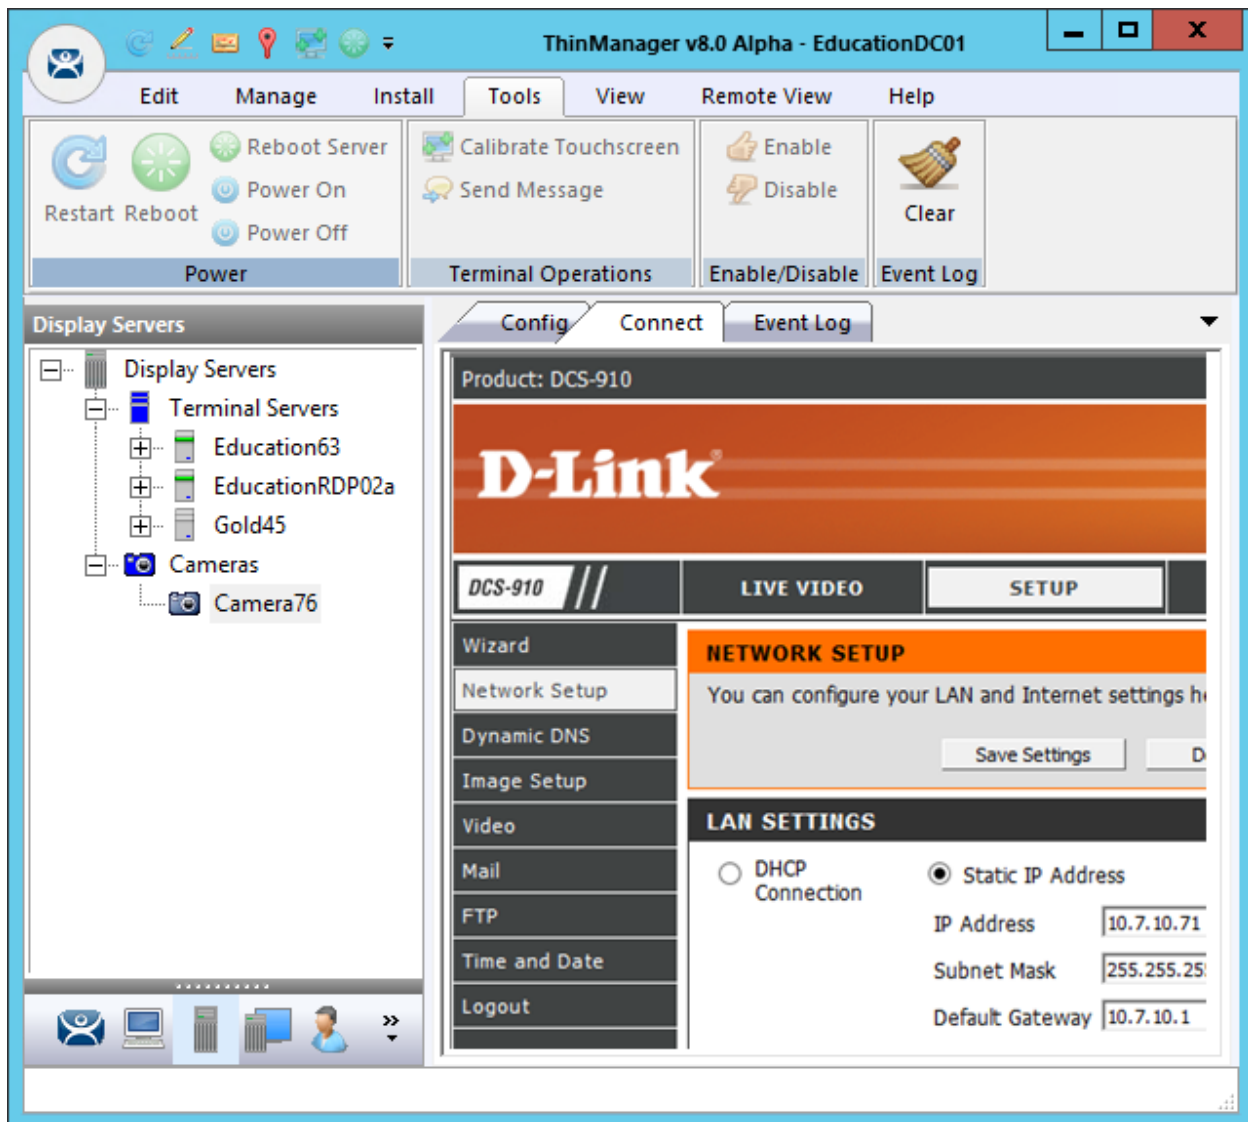 ThinManager v8.0 Alpha - EducationDC01
Edit Manage Install Tools View Remote View Help
Restart
Reboot
Reboot Server
Power On
Power Off
Power
Calibrate Touchscreen
Send Message
Terminal Operations
Enable
Disable
Enable/Disable
Clear
Event Log
Display Servers
Display Servers
Terminal Servers
Education63
EducationRDP02a
Gold45
Cameras
Camera76
Config Connect Event Log
Product: DCS-910
D-Link
DCS-910 LIVE VIDEO SETUP
Wizard
Network Setup
Dynamic DNS
Image Setup
Video
Mail
FTP
Time and Date
Logout
NETWORK SETUP
You can configure your LAN and Internet settings
Save Settings
LAN SETTINGS
DHCP
Connection
Static IP Address
IP Address 10.7.10.71
Subnet Mask 255.255.25
Default Gateway 10.7.10.1